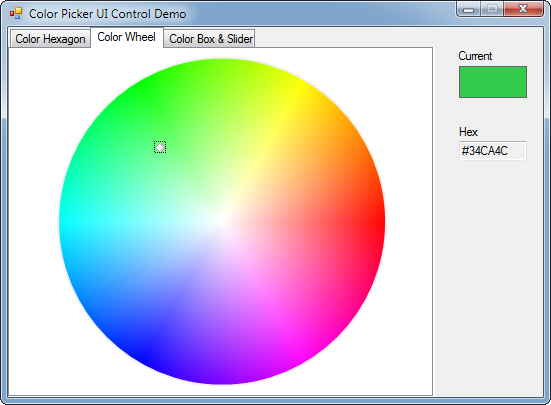 Color Picker UI Control Demo
Color Hexagon
Color Wheel
Color Box & Slider
Current
Hex
#34CA4C